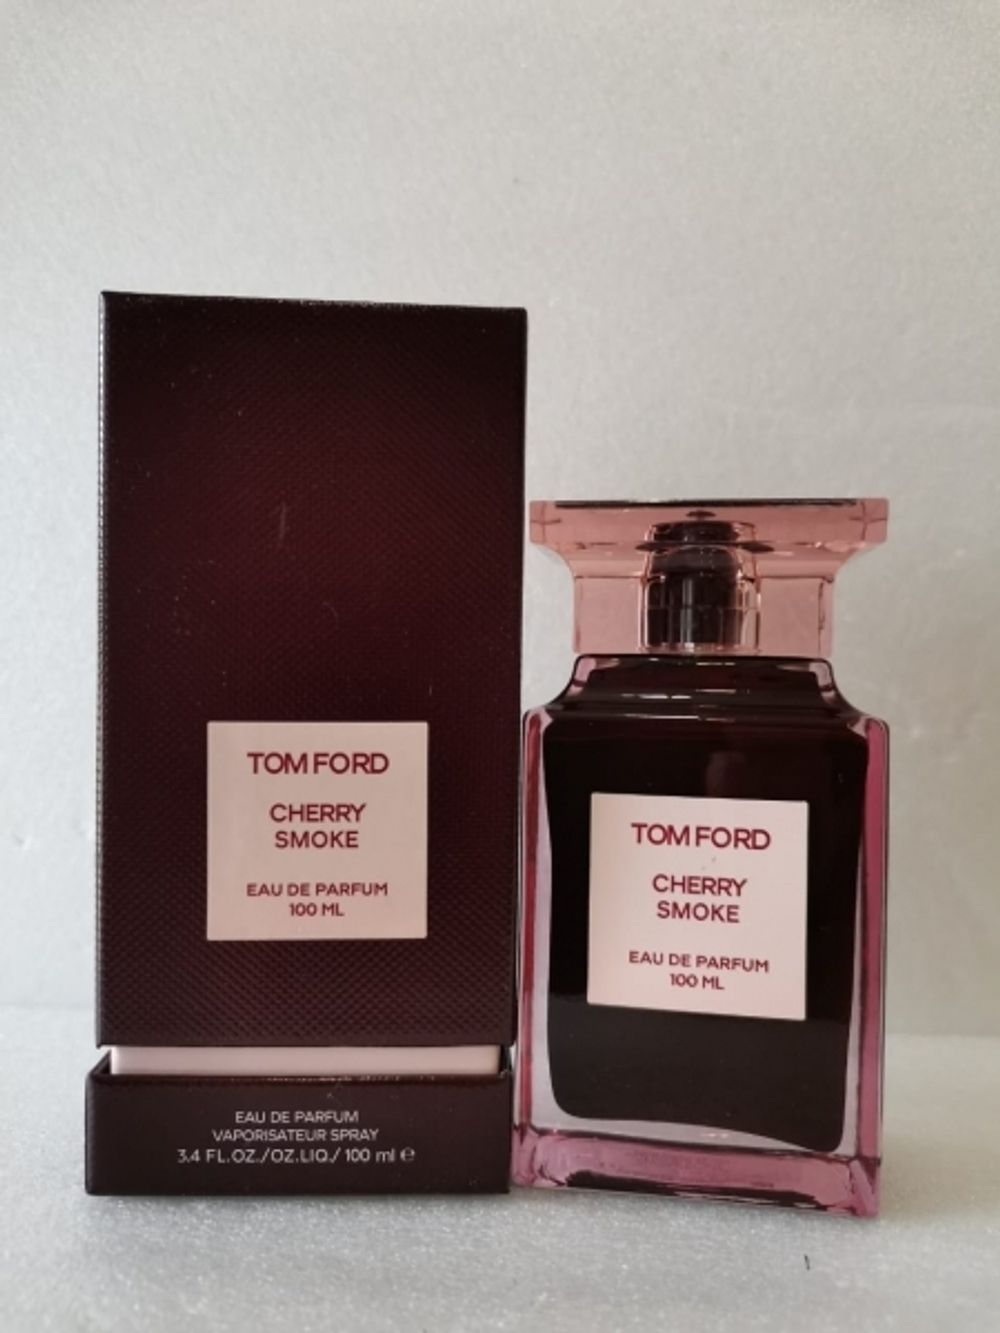 TOM FORD
CHERRY
SMOKE
EAU DE PARFUM
100 ML
EAU DE PARFUM
VAPORISATEUR SPRAY
3.4 FL.OZ./OZ.LIQ./ 100 ml ℮
TOM FORD
CHERRY
SMOKE
EAU DE PARFUM
100 ML